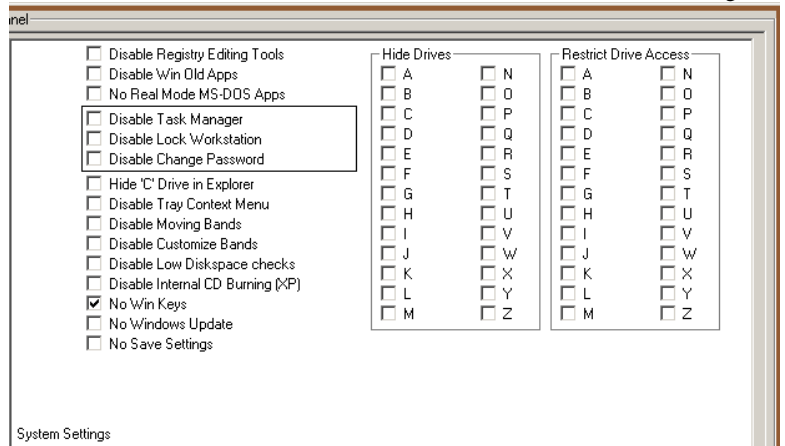 nnel
Disable Registry Editing Tools
Disable Win Old Apps
No Real Mode MS-DOS Apps
Disable Task Manager
Disable Lock Workstation
Disable Change Password
Hide 'C' Drive in Explorer
Disable Tray Context Menu
Disable Moving Bands
Disable Customize Bands
Disable Low Diskspace checks
Disable Internal CD Burning (XP)
No Win Keys
No Windows Update
No Save Settings
Hide Drives
A N
B O
C P
D Q
E R
F S
G T
H U
I V
J W
K X
L Y
M Z
Restrict Drive Access
A N
B O
C P
D Q
E R
F S
G T
H U
I V
J W
K X
L Y
M Z
System Settings